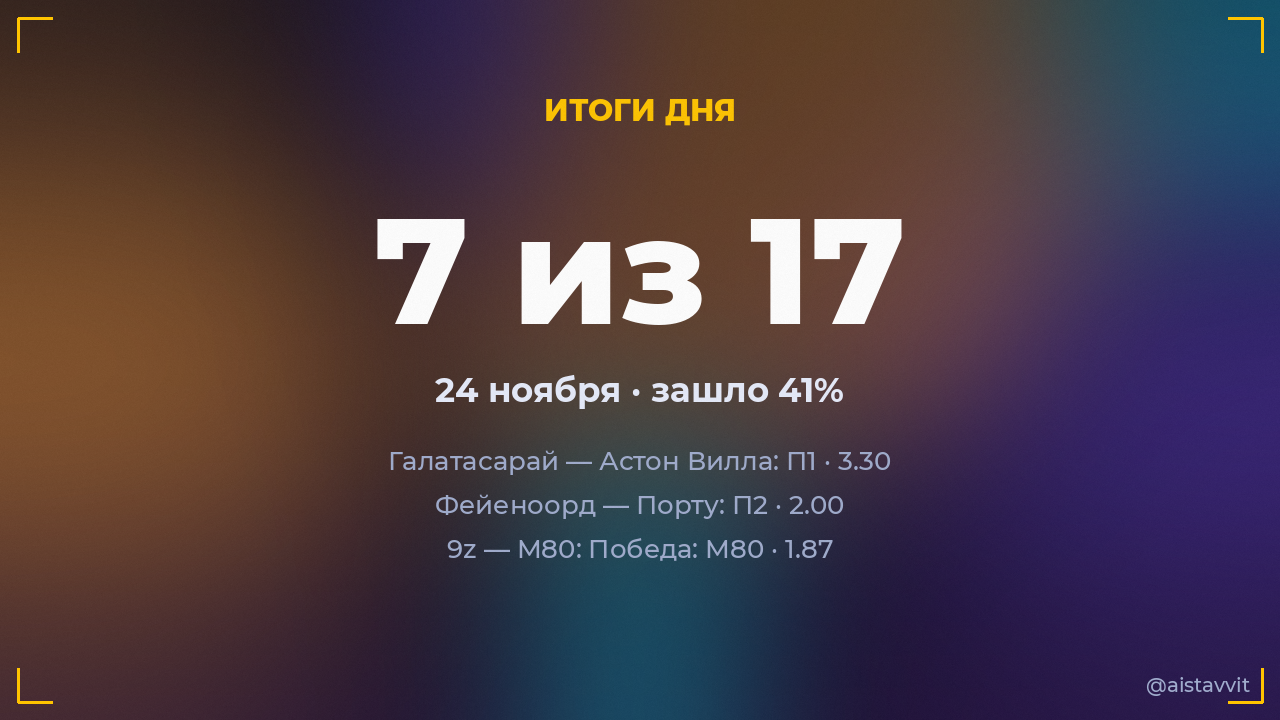 ИТОГИ ДНЯ
7 из 17
24 ноября · зашло 41%
Галатасарай — Астон Вилла: П1 · 3.30
Фейеноорд — Порту: П2 · 2.00
9z — M80: Победа: M80 · 1.87
@aistavvit